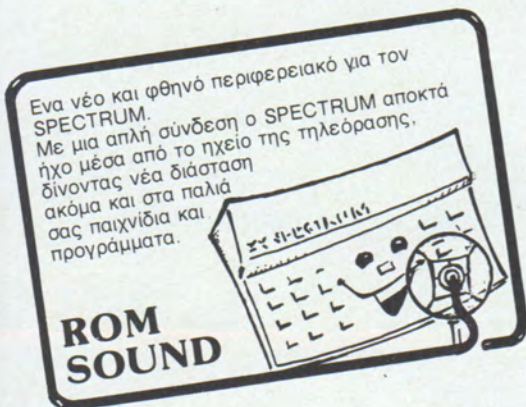 Ενα νέο και φθηνό περιφερειακό για τον
SPECTRUM.
Με μια απλή σύνδεση ο SPECTRUM αποκτά
ήχο μέσα από το ηχείο της τηλεόρασης,
δίνοντας νέα διάσταση
ακόμα και στα παλιά
σας παιχνίδια και
προγράμματα.
ROM
SOUND